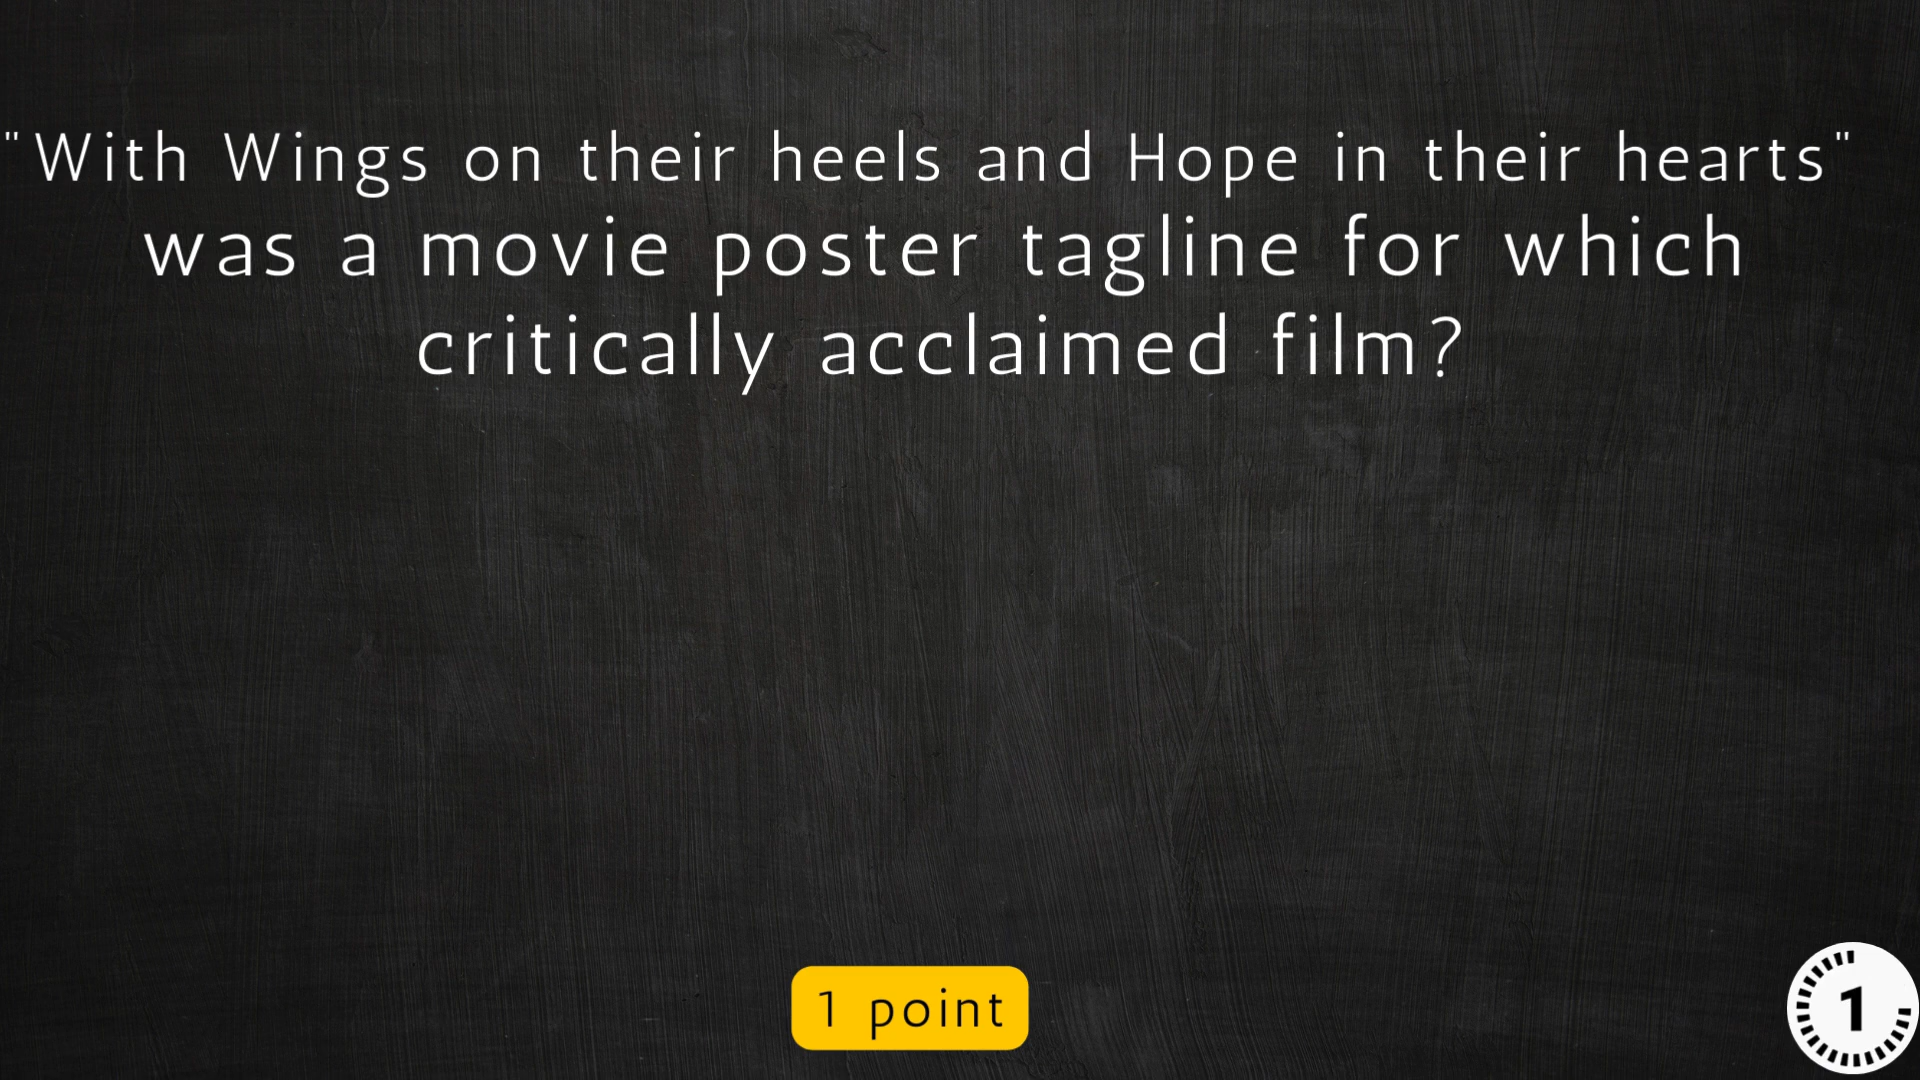 "With Wings on their heels and Hope in their hearts"
was a movie poster tagline for which
critically acclaimed film?
1 point
1